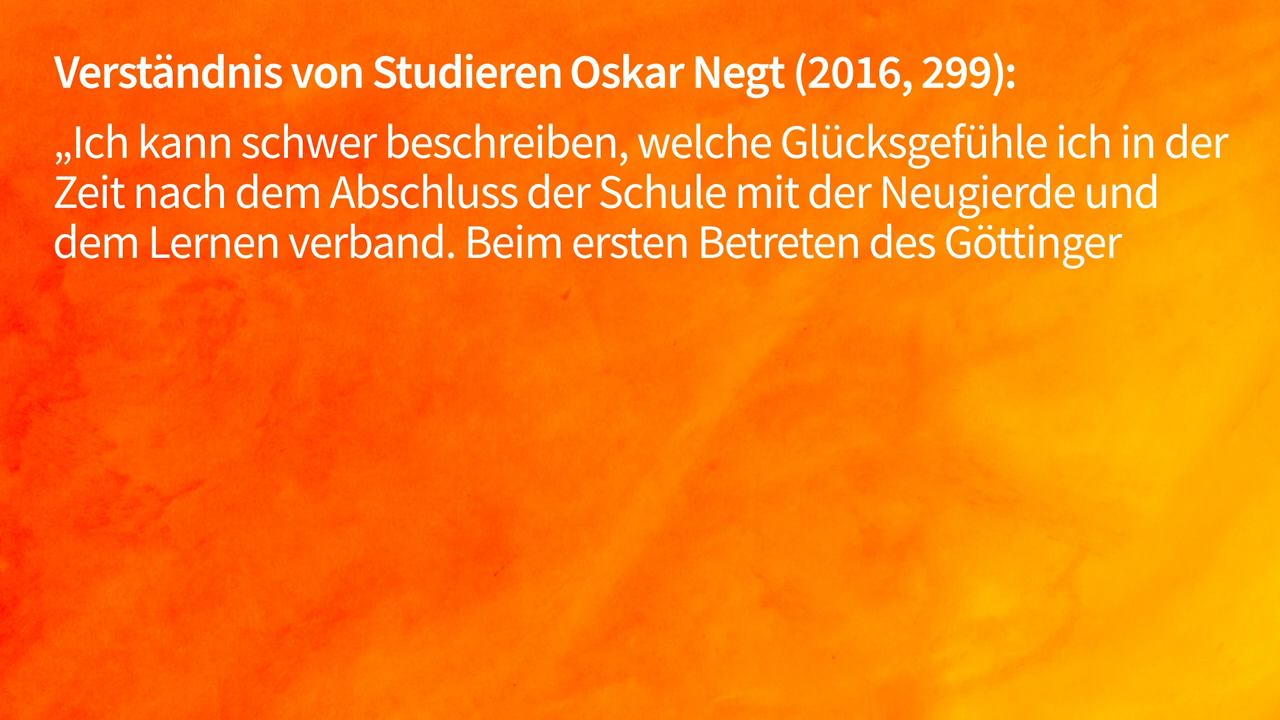 Verständnis von Studieren Oskar Negt (2016, 299):
„Ich kann schwer beschreiben, welche Glücksgefühle ich in der
Zeit nach dem Abschluss der Schule mit der Neugierde und
dem Lernen verband. Beim ersten Betreten des Göttinger